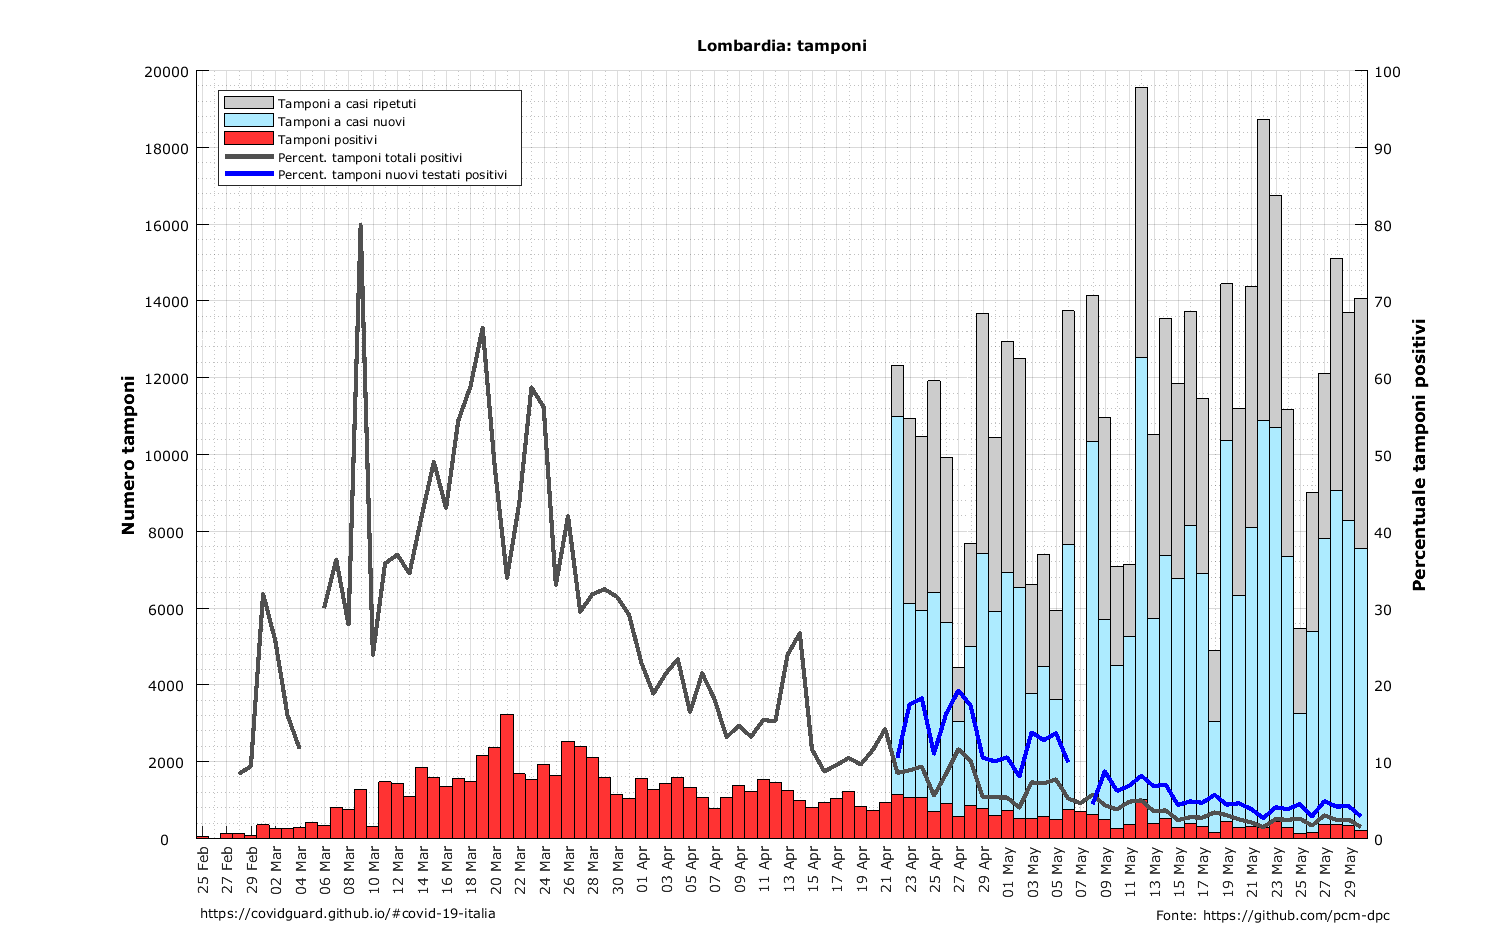 Lombardia: tamponi
Tamponi a casi ripetuti
Tamponi a casi nuovi
Tamponi positivi
Percent. tamponi totali positivi
Percent. tamponi nuovi testati positivi
Numero tamponi
20000
18000
16000
14000
12000
10000
8000
6000
4000
2000
0
Percentuale tamponi positivi
100
90
80
70
60
50
40
30
20
10
0
25 Feb
27 Feb
29 Feb
02 Mar
04 Mar
06 Mar
08 Mar
10 Mar
12 Mar
14 Mar
16 Mar
18 Mar
20 Mar
22 Mar
24 Mar
26 Mar
28 Mar
30 Mar
01 Apr
03 Apr
05 Apr
07 Apr
09 Apr
11 Apr
13 Apr
15 Apr
17 Apr
19 Apr
21 Apr
23 Apr
25 Apr
27 Apr
29 Apr
01 May
03 May
05 May
07 May
09 May
11 May
13 May
15 May
17 May
19 May
21 May
23 May
25 May
27 May
29 May
https://covidguard.github.io/#covid-19-italia
Fonte: https://github.com/pcm-dpc